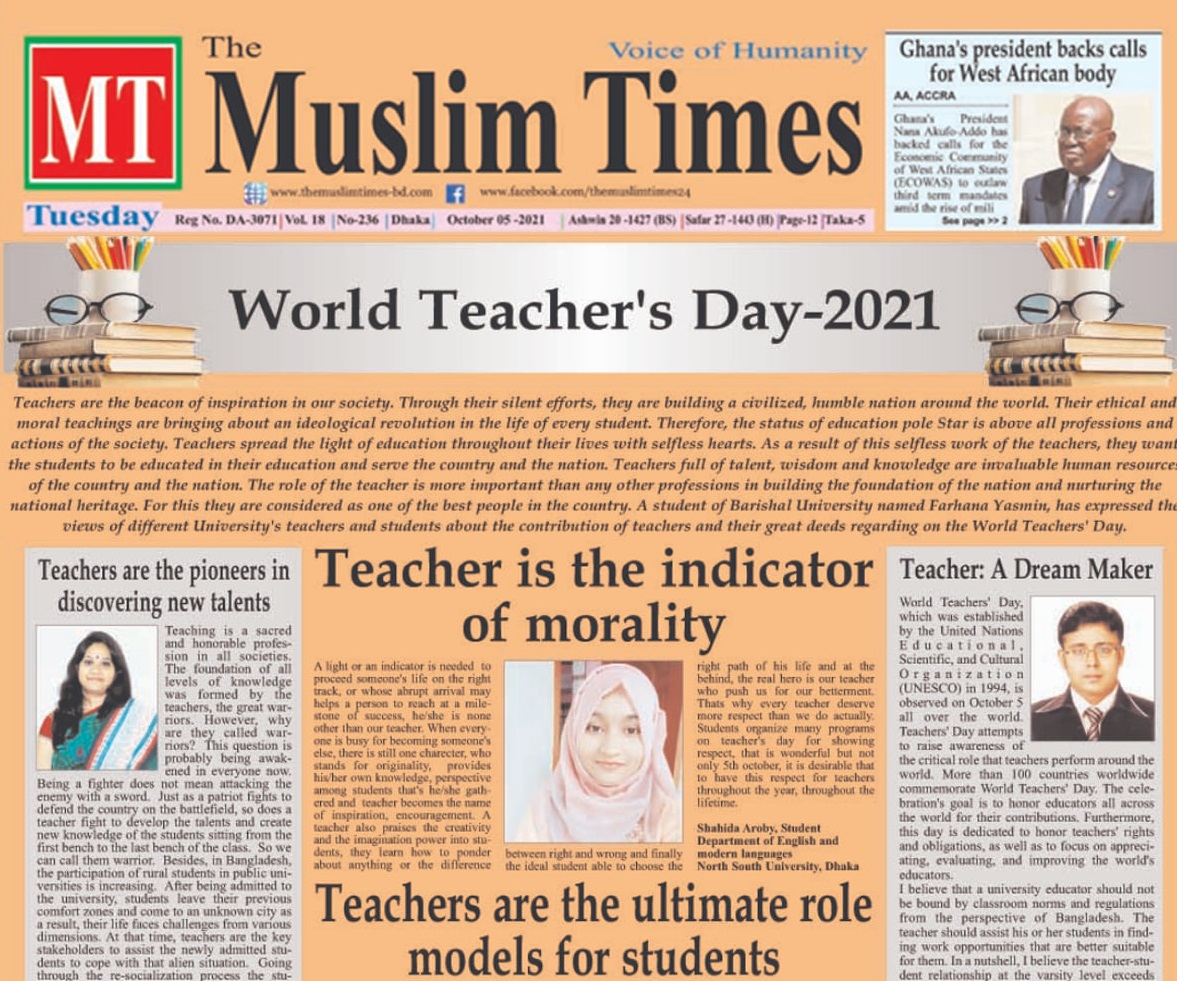 MT
The
Voice of Humanity
Muslim Times
www.themuslimtimes-bd.com
www.facebook.com/themuslimtimes24
Tuesday
Reg No. DA-3071| Vol. 18 |No-236 |Dhaka| October 05 -2021 |Ashwin 20 -1427 (BS) |Safar 27 -1443 (H) |Page-12 |Taka-5
Ghana's president backs calls
for West African body
AA, ACCRA
Ghana's President
Nana Akufo-Addo has
backed calls for the
Economic Community
of West African States
(ECOWAS) to outlaw
third term mandates
amid the rise of mili
See page >> 2
World Teacher's Day-2021
Teachers are the beacon of inspiration in our society. Through their silent efforts, they are building a civilized, humble nation around the world. Their ethical and
moral teachings are bringing about an ideological revolution in the life of every student. Therefore, the status of education pole Star is above all professions and
actions of the society. Teachers spread the light of education throughout their lives with selfless hearts. As a result of this selfless work of the teachers, they want
the students to be educated in their education and serve the country and the nation. Teachers full of talent, wisdom and knowledge are invaluable human resources
of the country and the nation. The role of the teacher is more important than any other professions in building the foundation of the nation and nurturing the
national heritage. For this they are considered as one of the best people in the country. A student of Barishal University named Farhana Yasmin, has expressed the
views of different University's teachers and students about the contribution of teachers and their great deeds regarding on the World Teachers' Day.
Teachers are the pioneers in
discovering new talents
Teaching is a sacred
and honorable profes-
sion in all societies.
The foundation of all
levels of knowledge
was formed by the
teachers, the great war-
riors. However, why
are they called war-
riors? This question is
probably being awak-
ened in everyone now.
Being a fighter does not mean attacking the
enemy with a sword. Just as a patriot fights to
defend the country on the battlefield, so does a
teacher fight to develop the talents and create
new knowledge of the students sitting from the
first bench to the last bench of the class. So we
can call them warrior. Besides, in Bangladesh,
the participation of rural students in public uni-
versities is increasing. After being admitted to
the university, students leave their previous
comfort zones and come to an unknown city as
a result, their life faces challenges from various
dimensions. At that time, teachers are the key
stakeholders to assist the newly admitted stu-
dents to cope with that alien situation. Going
through the re-socialization process the stu-
Teacher is the indicator
of morality
A light or an indicator is needed to
proceed someone's life on the right
track, or whose abrupt arrival may
helps a person to reach at a mile-
stone of success, he/she is none
other than our teacher. When every-
one is busy for becoming someone's
else, there is still one charecter, who
stands for originality, provides
his/her own knowledge, perspective
among students that's he/she gath-
ered and teacher becomes the name
of inspiration, encouragement. A
teacher also praises the creativity
and the imagination power into stu-
dents, they learn how to ponder
about anything or the difference
between right and wrong and finally
the ideal student able to choose the
right path of his life and at the
behind, the real hero is our teacher
who push us for our betterment.
Thats why every teacher deserve
more respect than we do actually.
Students organize many programs
on teacher's day for showing
respect, that is wonderful but not
only 5th october, it is desirable that
to have this respect for teachers
throughout the year, throughout the
lifetime.
Shahida Aroby, Student
Department of English and
modern languages
North South University, Dhaka
Teachers are the ultimate role
models for students
Teacher: A Dream Maker
World Teachers' Day,
which was established
by the United Nations
Educational,
Scientific, and Cultural
Organization
(UNESCO) in 1994, is
observed on October 5
all over the world.
Teachers' Day attempts
to raise awareness of
the critical role that teachers perform around the
world. More than 100 countries worldwide
commemorate World Teachers' Day. The cele-
bration's goal is to honor educators all across
the world for their contributions. Furthermore,
this day is dedicated to honor teachers' rights
and obligations, as well as to focus on appreci-
ating, evaluating, and improving the world's
educators.
I believe that a university educator should not
be bound by classroom norms and regulations
from the perspective of Bangladesh. The
teacher should assist his or her students in find-
ing work opportunities that are better suitable
for them. In a nutshell, I believe the teacher-stu-
dent relationship at the varsity level exceeds